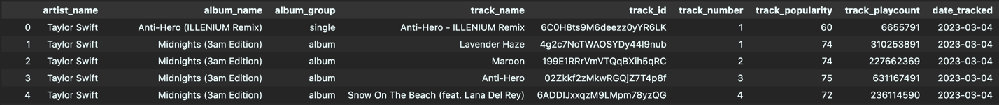 artist_name album_name album_group track_name track_id track_number track_popularity track_playcount date_tracked
0 Taylor Swift Anti-Hero (ILLENIUM Remix) single Anti-Hero - ILLENIUM Remix 6C0H8ts9M6deezz0yYR6LK 1 60 6655791 2023-03-04
1 Taylor Swift Midnights (3am Edition) album Lavender Haze 4g2c7NoTWAOSYDy44l9nub 1 74 310253891 2023-03-04
2 Taylor Swift Midnights (3am Edition) album Maroon 199E1RRrVmVTQqBXih5qRC 2 74 227662369 2023-03-04
3 Taylor Swift Midnights (3am Edition) album Anti-Hero 02Zkkf2zMkwRGQjZ7T4p8f 3 75 631167491 2023-03-04
4 Taylor Swift Midnights (3am Edition) album Snow On The Beach (feat. Lana Del Rey) 6ADDIJxxqzM9LMpm78yzQG 4 72 236114590 2023-03-04